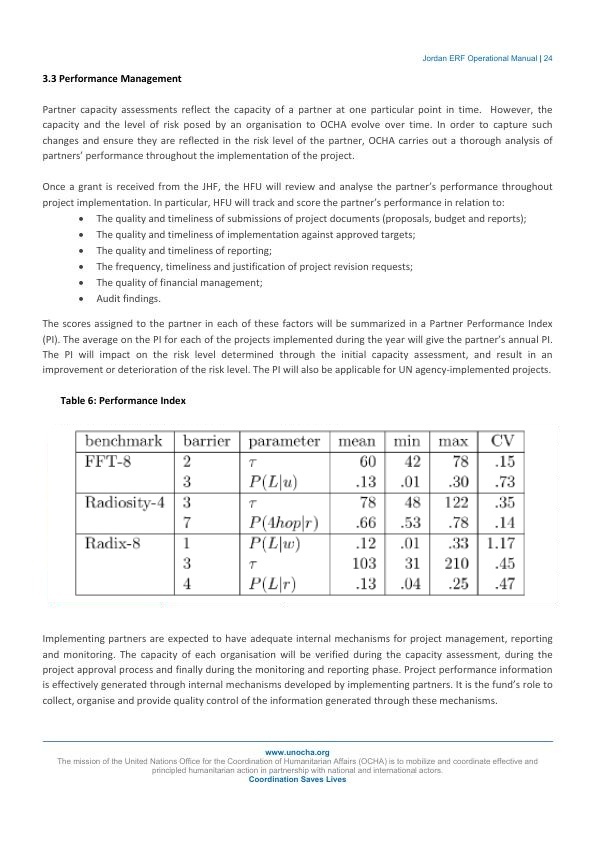 Jordan ERF Operational Manual | 24
3.3 Performance Management
Partner capacity assessments reflect the capacity of a partner at one particular point in time.  However, the
capacity and the level of risk posed by an organisation to OCHA evolve over time. In order to capture such
changes and ensure they are reflected in the risk level of the partner, OCHA carries out a thorough analysis of
partners' performance throughout the implementation of the project.
Once a grant is received from the JHF, the HFU will review and analyse the partner's performance throughout
project implementation. In particular, HFU will track and score the partner's performance in relation to:
• The quality and timeliness of submissions of project documents (proposals, budget and reports);
• The quality and timeliness of implementation against approved targets;
• The quality and timeliness of reporting;
• The frequency, timeliness and justification of project revision requests;
• The quality of financial management;
• Audit findings.
The scores assigned to the partner in each of these factors will be summarized in a Partner Performance Index
(PI). The average on the PI for each of the projects implemented during the year will give the partner's annual PI.
The PI will impact on the risk level determined through the initial capacity assessment, and result in an
improvement or deterioration of the risk level. The PI will also be applicable for UN agency-implemented projects.
Table 6: Performance Index
benchmark barrier parameter mean min max CV
FFT-8 2 τ 60 42 78 .15
3 P(L|u) .13 .01 .30 .73
Radiosity-4 3 τ 78 48 122 .35
7 P(4hop|r) .66 .53 .78 .14
Radix-8 1 P(L|w) .12 .01 .33 1.17
3 τ 103 31 210 .45
4 P(L|r) .13 .04 .25 .47
Implementing partners are expected to have adequate internal mechanisms for project management, reporting
and monitoring. The capacity of each organisation will be verified during the capacity assessment, during the
project approval process and finally during the monitoring and reporting phase. Project performance information
is effectively generated through internal mechanisms developed by implementing partners. It is the fund's role to
collect, organise and provide quality control of the information generated through these mechanisms.
www.unocha.org
The mission of the United Nations Office for the Coordination of Humanitarian Affairs (OCHA) is to mobilize and coordinate effective and
principled humanitarian action in partnership with national and international actors.
Coordination Saves Lives